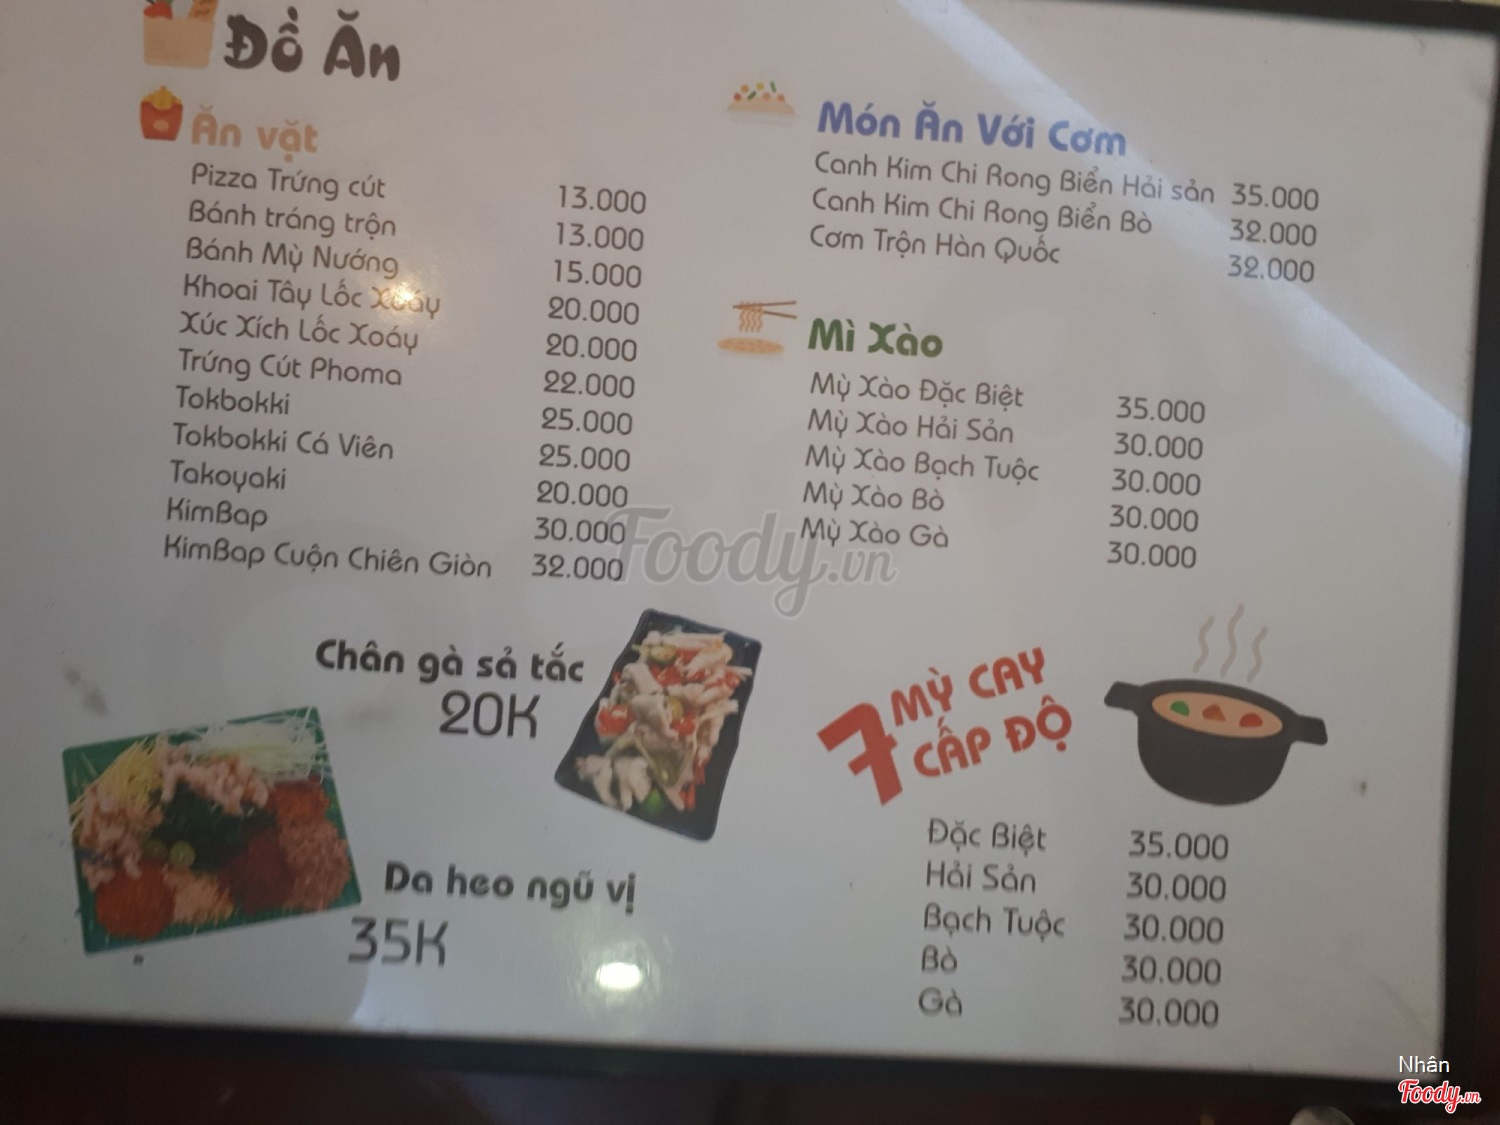 Đồ Ăn
Ăn vặt
Pizza Trứng cút 13.000
Bánh tráng trộn 13.000
Bánh Mỳ Nướng 15.000
Khoai Tây Lốc Xoáy 20.000
Xúc Xích Lốc Xoáy 20.000
Trứng Cút Phoma 22.000
Tokbokki 25.000
Tokbokki Cá Viên 25.000
Takoyaki 20.000
KimBap 30.000
KimBap Cuộn Chiên Giòn 32.000
Chân gà sả tắc
20K
Da heo ngũ vị
35K
Món Ăn Với Cơm
Canh Kim Chi Rong Biển Hải sản 35.000
Canh Kim Chi Rong Biển Bò 32.000
Cơm Trộn Hàn Quốc 32.000
Mì Xào
Mỳ Xào Đặc Biệt 35.000
Mỳ Xào Hải Sản 30.000
Mỳ Xào Bạch Tuộc 30.000
Mỳ Xào Bò 30.000
Mỳ Xào Gà 30.000
MỲ CAY
7 CẤP ĐỘ
Đặc Biệt 35.000
Hải Sản 30.000
Bạch Tuộc 30.000
Bò 30.000
Gà 30.000
Foody.vn
Nhân
Foody.vn